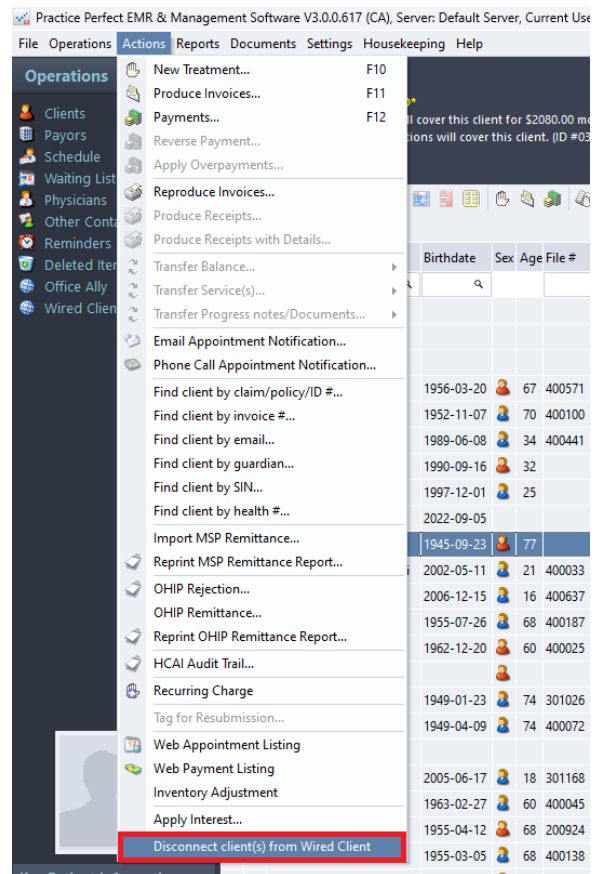 Practice Perfect EMR & Management Software V3.0.0.617 (CA), Server: Default Server, Current Use
File Operations Actions Reports Documents Settings Housekeeping Help
Operations
Clients
Payors
Schedule
Waiting List
Physicians
Other Conta
Reminders
Deleted Iter
Office Ally
Wired Clien
New Treatment... F10
Produce Invoices... F11
Payments... F12
Reverse Payment...
Apply Overpayments...
Reproduce Invoices...
Produce Receipts...
Produce Receipts with Details...
Transfer Balance...
Transfer Service(s)...
Transfer Progress notes/Documents...
Email Appointment Notification...
Phone Call Appointment Notification...
Find client by claim/policy/ID #...
Find client by invoice #...
Find client by email...
Find client by guardian...
Find client by SIN...
Find client by health #...
Import MSP Remittance...
Reprint MSP Remittance Report...
OHIP Rejection...
OHIP Remittance...
Reprint OHIP Remittance Report...
HCAI Audit Trail...
Recurring Charge
Tag for Resubmission...
Web Appointment Listing
Web Payment Listing
Inventory Adjustment
Apply Interest...
Disconnect client(s) from Wired Client
ll cover this client for $2080.00 mo
ions will cover this client. (ID #03
Birthdate Sex Age File #
1956-03-20 67 400571
1952-11-07 70 400100
1989-06-08 34 400441
1990-09-16 32
1997-12-01 25
2022-09-05
1945-09-23 77
2002-05-11 21 400033
2006-12-15 16 400637
1955-07-26 68 400187
1962-12-20 60 400025
1949-01-23 74 301026
1949-04-09 74 400072
2005-06-17 18 301168
1963-02-27 60 400045
1955-04-12 68 200924
1955-03-05 68 400138